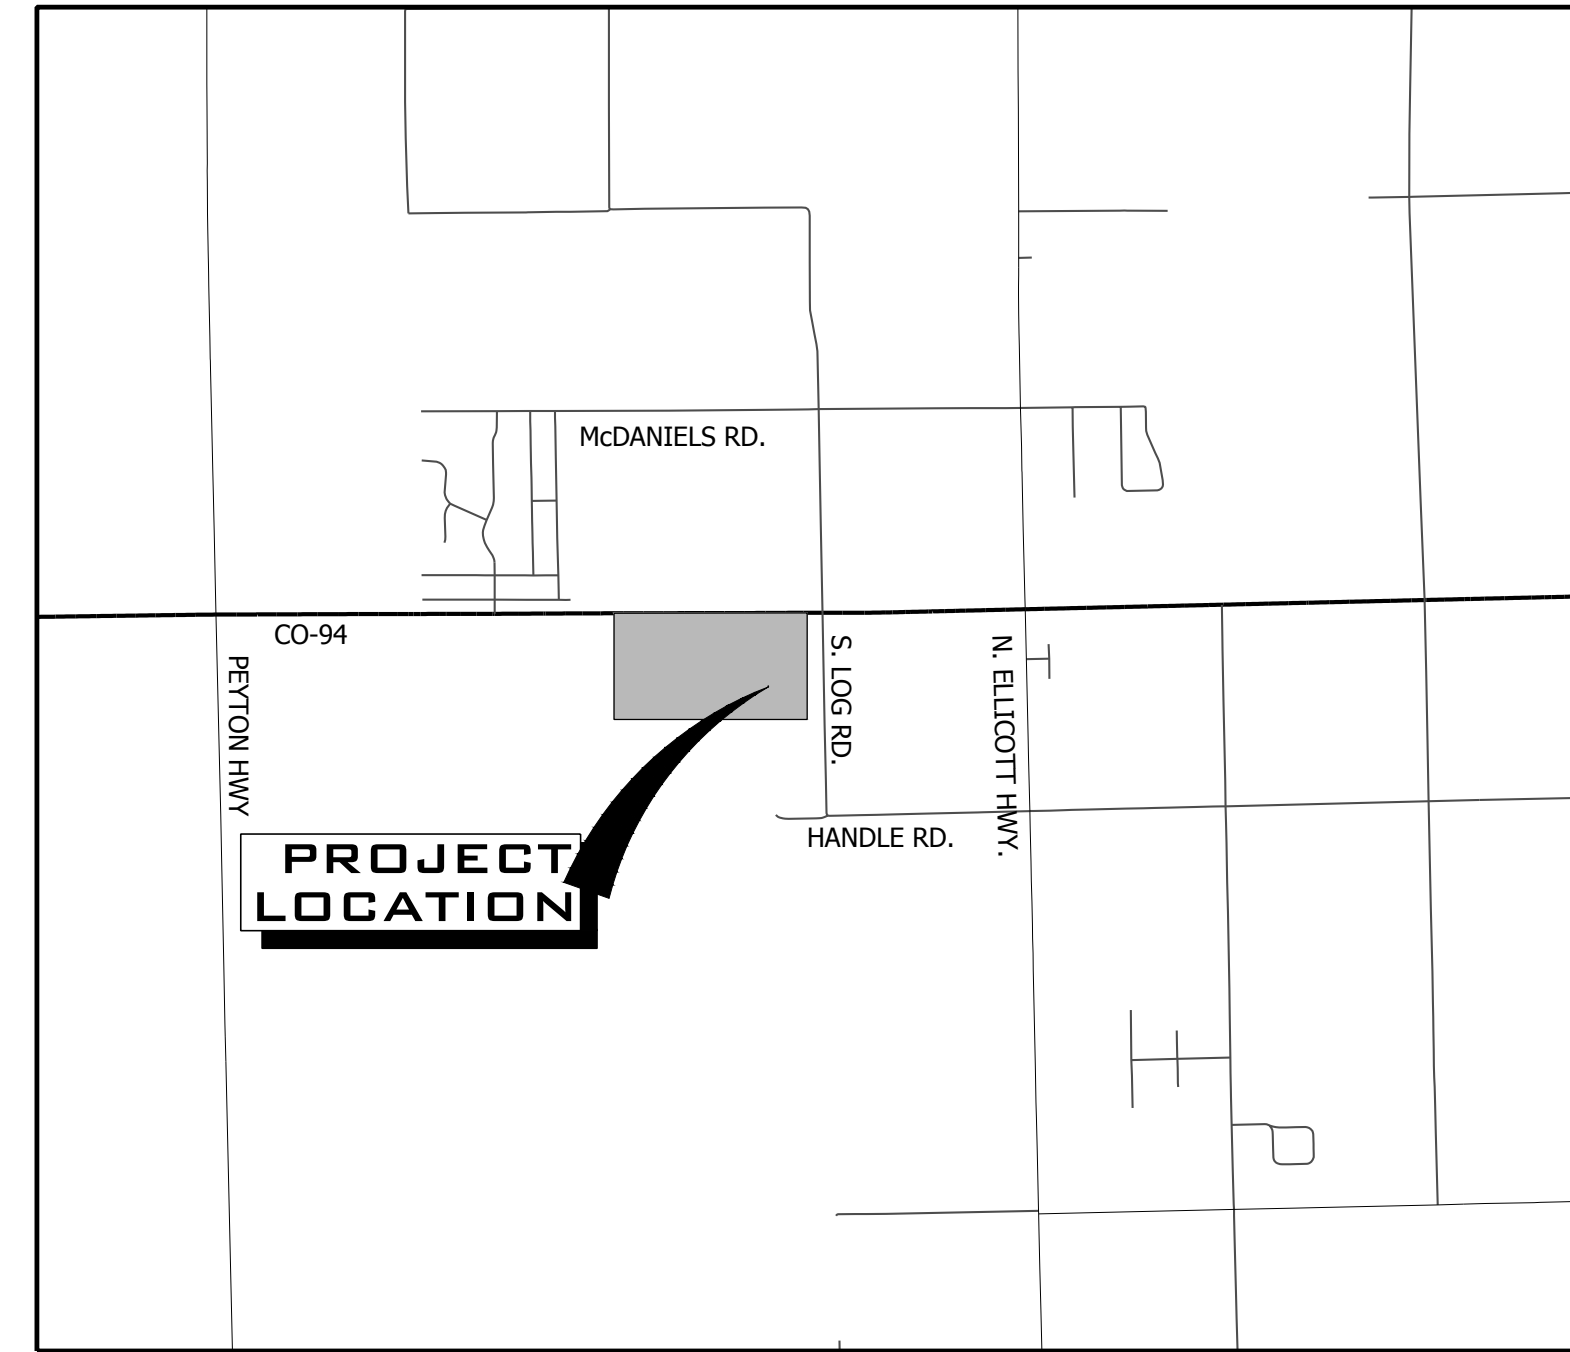 McDANIELS RD.
CO-94
S. LOG RD.
N. ELLICOTT HWY.
PEYTON HWY
HANDLE RD.
PROJECT
LOCATION